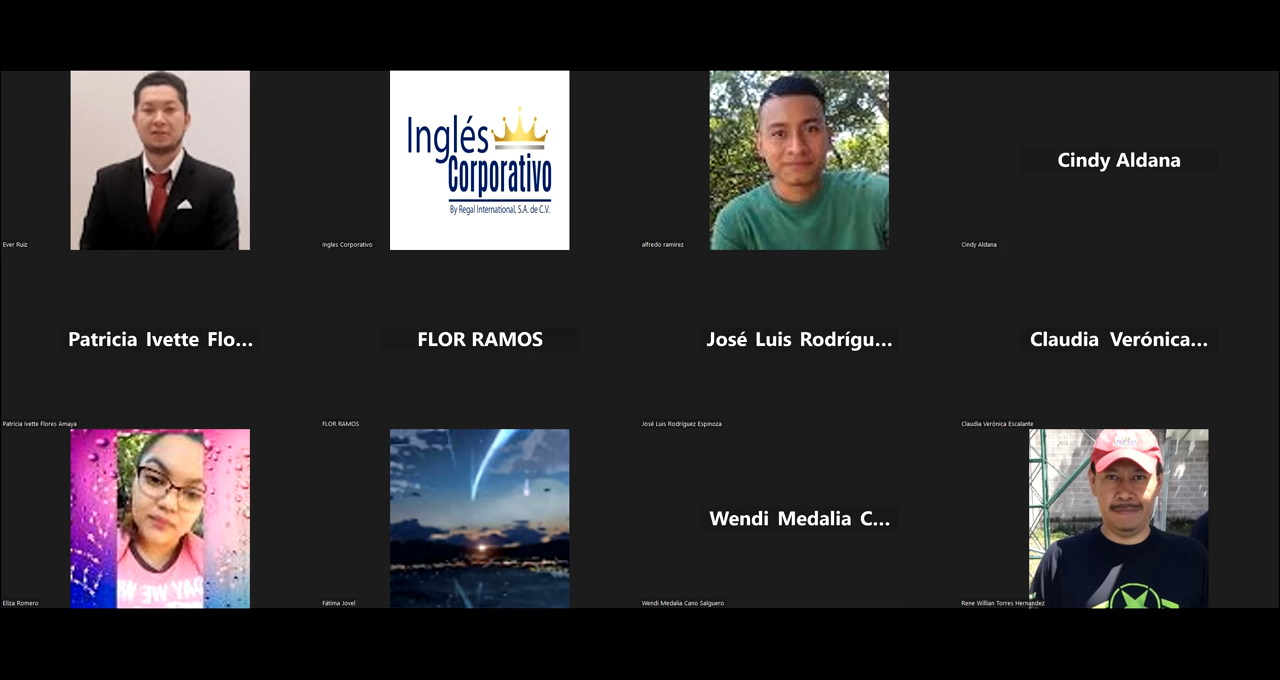 Inglés
Corporativo
By Regal International, S.A. de C.V.
Cindy Aldana
Ever Ruiz
Ingles Corporativo
alfredo ramirez
Cindy Aldana
Patricia Ivette Flo...
FLOR RAMOS
José Luis Rodrígu...
Claudia Verónica...
Patricia Ivette Flores Amaya
FLOR RAMOS
José Luis Rodríguez Espinoza
Claudia Verónica Escalante
Wendi Medalia C...
Eliza Romero
Fátima Jovel
Wendi Medalia Cano Salguero
Rene Willian Torres Hernandez